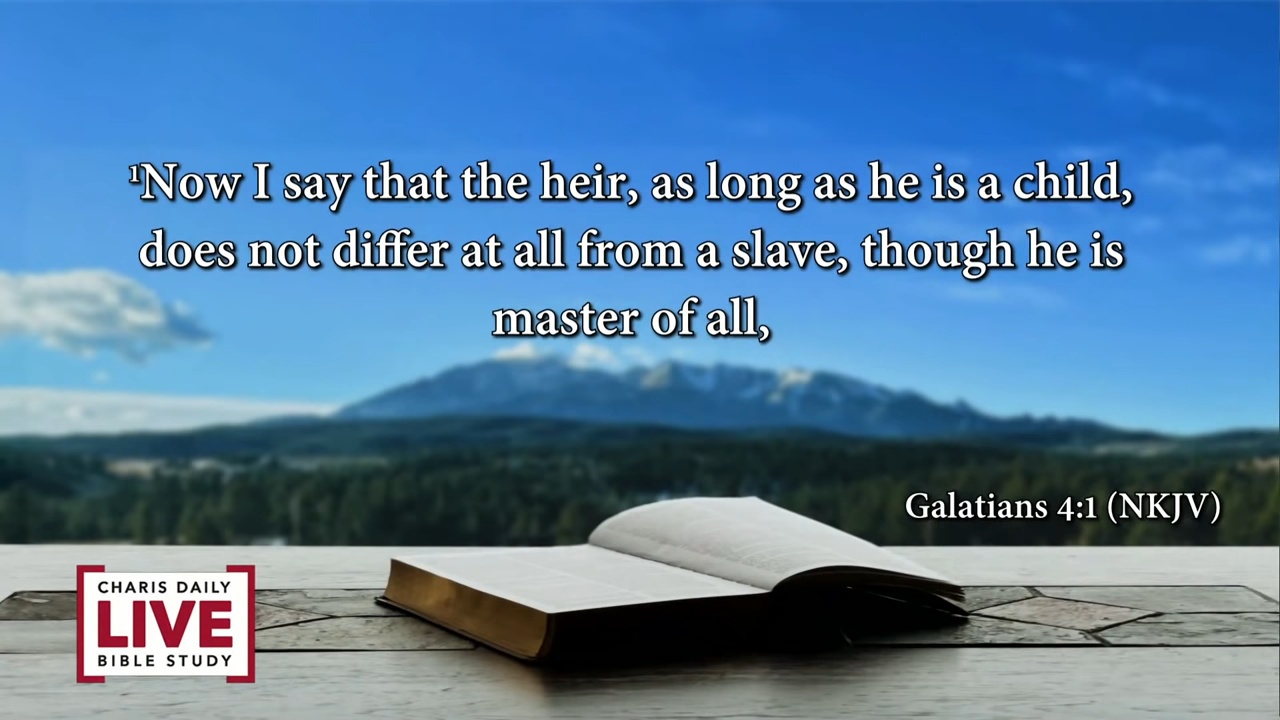 ¹Now I say that the heir, as long as he is a child,
does not differ at all from a slave, though he is
master of all,
Galatians 4:1 (NKJV)
CHARIS DAILY
LIVE
BIBLE STUDY